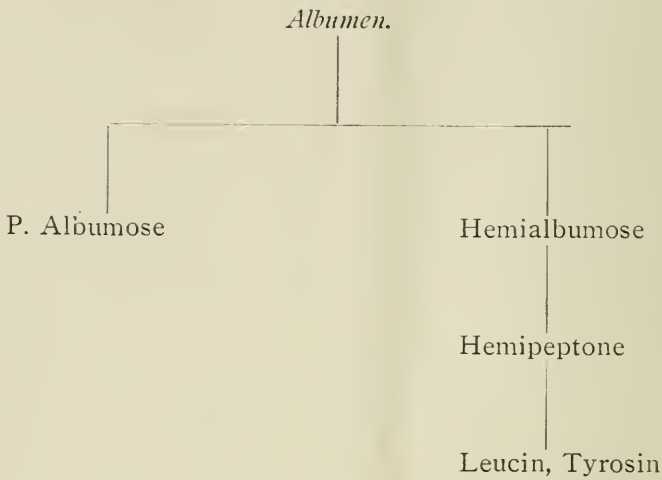 Albumen.
P. Albumose
Hemialbumose
Hemipeptone
Leucin, Tyrosin